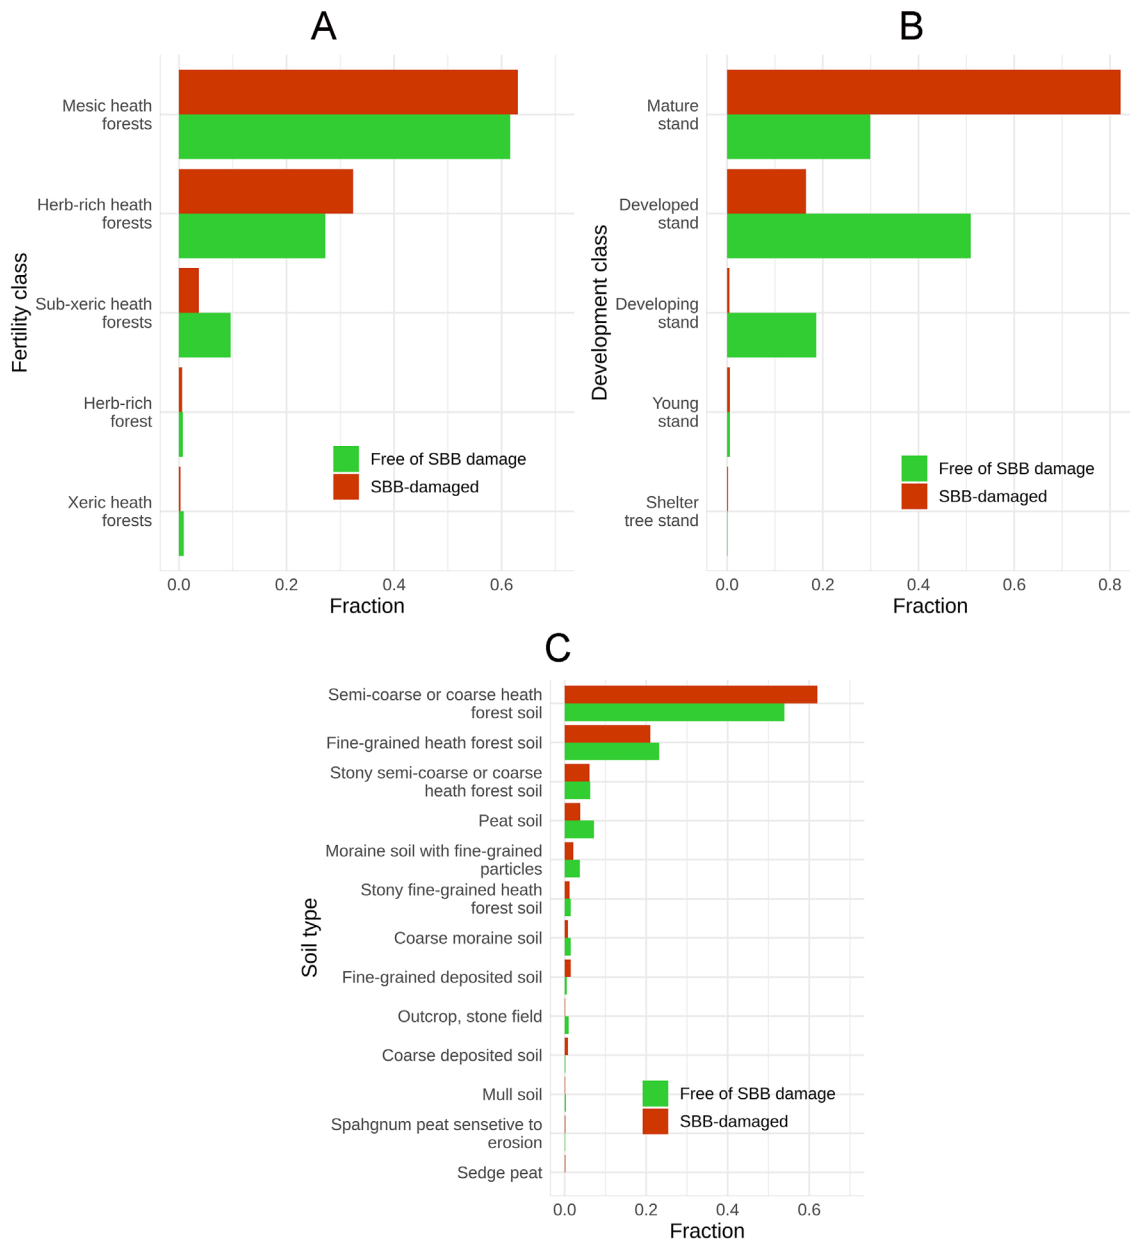 A
Mesic heath
forests
Herb-rich heath
forests
Sub-xeric heath
forests
Herb-rich
forest
Xeric heath
forests
Fertility class
Free of SBB damage
SBB-damaged
0.0 0.2 0.4 0.6
Fraction
B
Mature
stand
Developed
stand
Developing
stand
Young
stand
Shelter
tree stand
Development class
Free of SBB damage
SBB-damaged
0.0 0.2 0.4 0.6 0.8
Fraction
C
Semi-coarse or coarse heath
forest soil
Fine-grained heath forest soil
Stony semi-coarse or coarse
heath forest soil
Peat soil
Moraine soil with fine-grained
particles
Stony fine-grained heath
forest soil
Coarse moraine soil
Fine-grained deposited soil
Outcrop, stone field
Coarse deposited soil
Mull soil
Spahgnum peat sensetive to
erosion
Sedge peat
Soil type
Free of SBB damage
SBB-damaged
0.0 0.2 0.4 0.6
Fraction